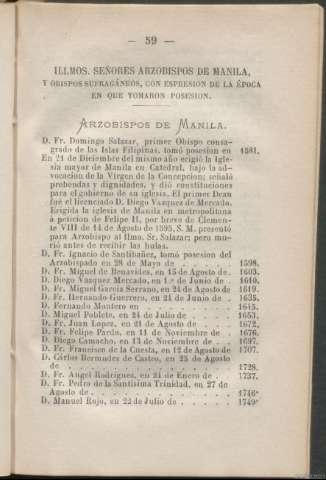 — 59 —
ILLMOS. SEÑORES ARZOBISPOS DE MANILA,
Y OBISPOS SUFRAGÁNEOS, CON ESPRESION DE LA ÉPOCA
EN QUE TOMARON POSESION.
ARZOBISPOS DE MANILA.
D. Fr. Domingo Salazar, primer Obispo consa-
grado de las Islas Filipinas, tomó posesion en 1581.
En 21 de Diciembre del mismo año erigió la Igle-
sia mayor de Manila en Catedral, bajo la ad-
vocacion de la Vírgen de la Concepcion; señaló
prebendas y dignidades, y dió constituciones
para el gobierno de su iglesia. El primer Dean
fué el licenciado D. Diego Vazquez de Mercado.
Erigida la iglesia de Manila en metropolitana
á peticion de Felipe II, por breve de Clemen-
te VIII de 14 de Agosto de 1595, S. M. presentó
para Arzobispo al Ilmo. Sr. Salazar; pero mu-
rió antes de recibir las bulas.
D. Fr. Ignacio de Santibañez, tomó posesion del
Arzobispado en 28 de Mayo de . . . . . 1598.
D. Fr. Miguel de Benavides, en 15 de Agosto de. 1603.
D. Diego Vazquez Mercado, en 1.º de Junio de - 1610.
D. Fr. Miguel García Serrano, en 24 de Agosto de 1619.
D. Fr. Hernando Guerrero, en 24 de Junio de . 1635.
D. Fernando Montero en . . . . . . . . 1645.
D. Miguel Poblete, en 24 de Julio de . . . . 1653.
D. Fr. Juan Lopez, en 21 de Agosto de . . . 1672.
D. Fr. Felipe Pardo, en 11 de Noviembre de . . 1676.
D. Diego Camacho, en 13 de Noviembre de . . 1697.
D. Fr. Francisco de la Cuesta, en 12 de Agosto de 1707.
D. Cárlos Bermudez de Castro, en 25 de Agosto
de . . . . . . . . . . . . 1728.
D. Fr. Angel Rodriguez, en 24 de Enero de . . 1737.
D. Fr. Pedro de la Santísima Trinidad, en 27 de
Agosto de . . . . . . . . . . 1746
D. Manuel Rojo, en 22 de Julio de . . . . . 1749